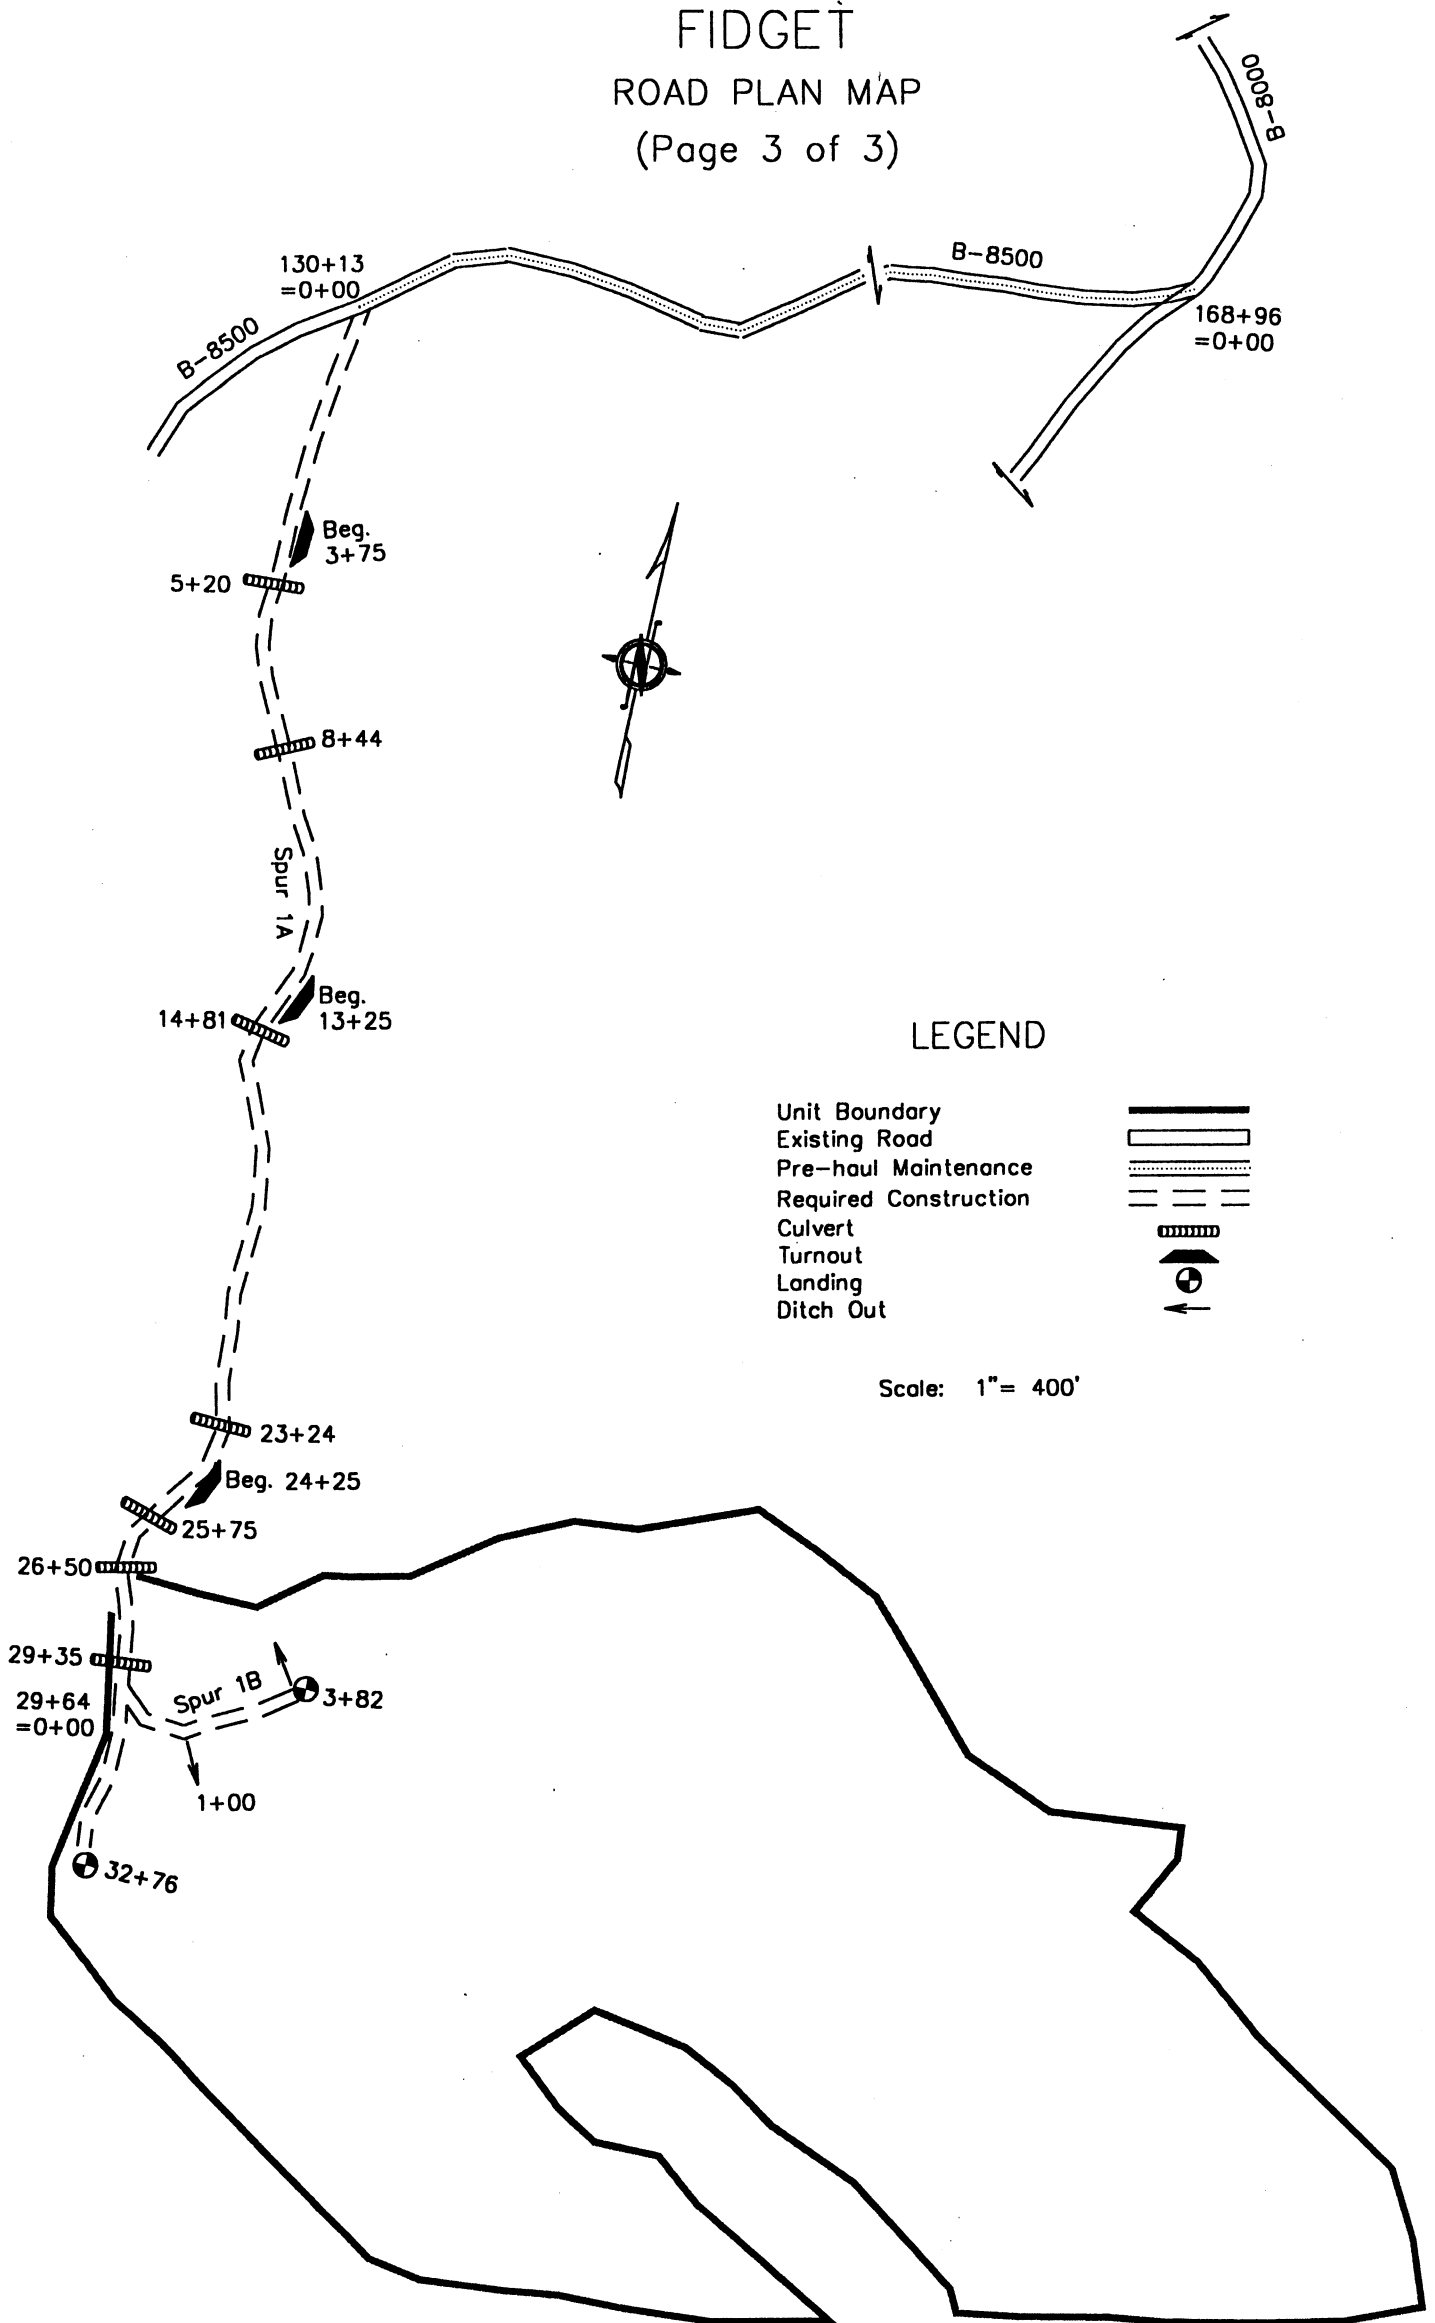 FIDGET
ROAD PLAN MAP
(Page 3 of 3)
B-8000
130+13
=0+00
B-8500
B-8500
168+96
=0+00
Beg.
3+75
5+20
8+44
Spur 1A
Beg.
13+25
14+81
LEGEND
Unit Boundary
Existing Road
Pre-haul Maintenance
Required Construction
Culvert
Turnout
Landing
Ditch Out
Scale: 1"= 400'
23+24
Beg. 24+25
25+75
26+50
29+35
29+64
=0+00
Spur 1B
3+82
1+00
32+76